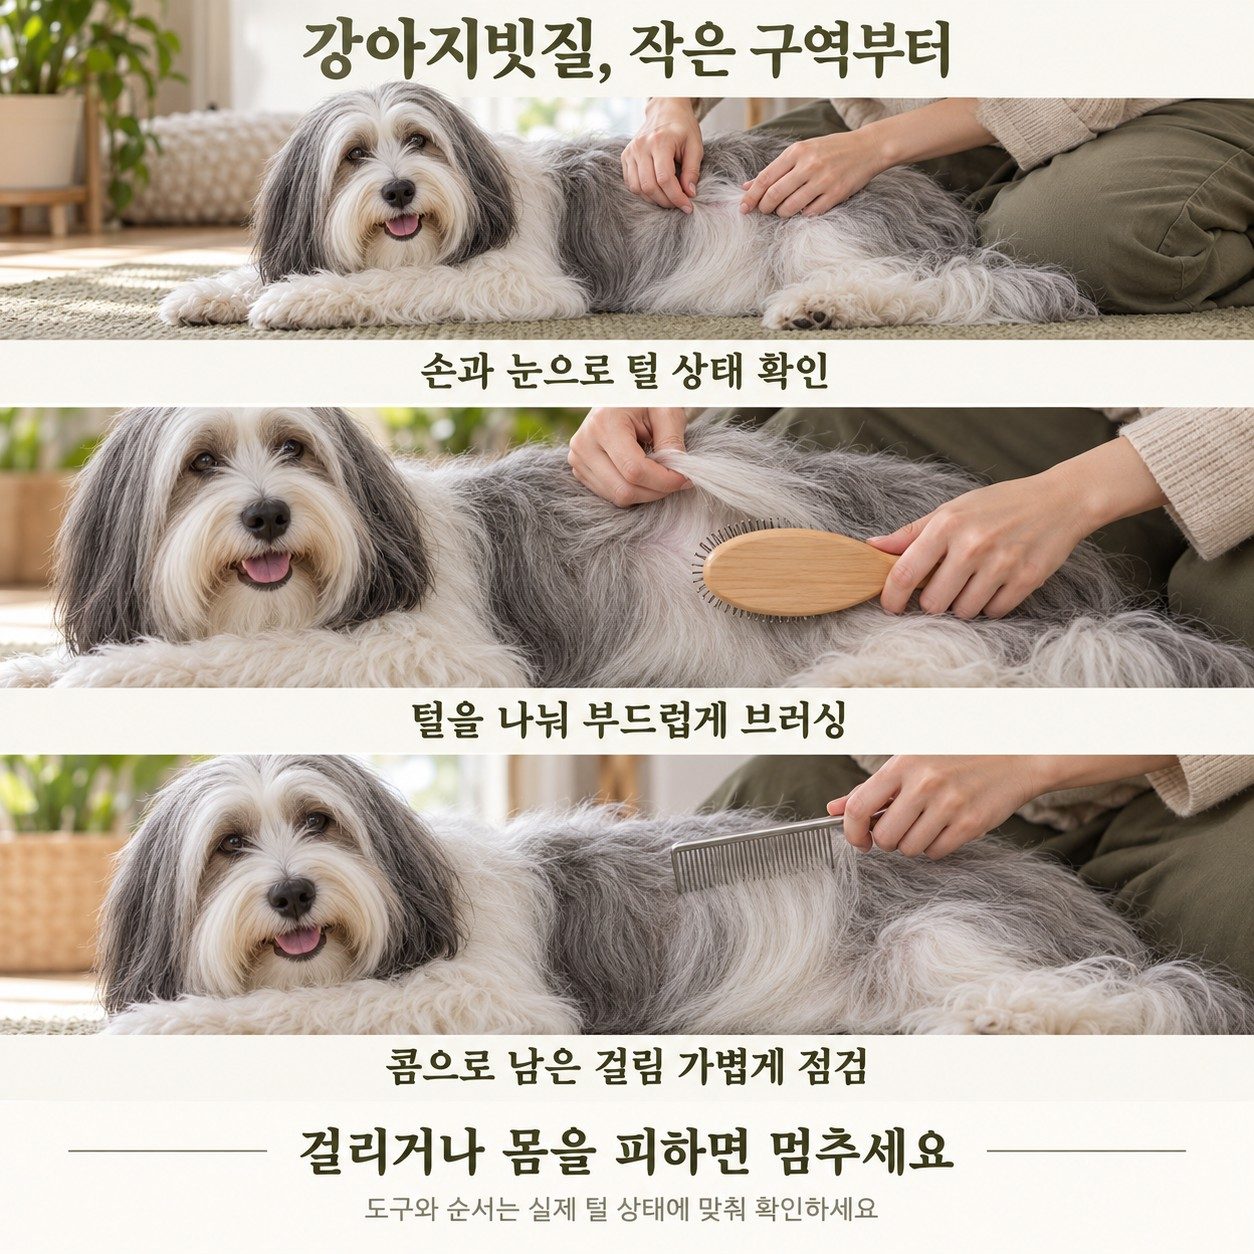 강아지빗질, 작은 구역부터
손과 눈으로 털 상태 확인
털을 나눠 부드럽게 브러싱
콤으로 남은 걸림 가볍게 점검
걸리거나 몸을 피하면 멈추세요
도구와 순서는 실제 털 상태에 맞춰 확인하세요